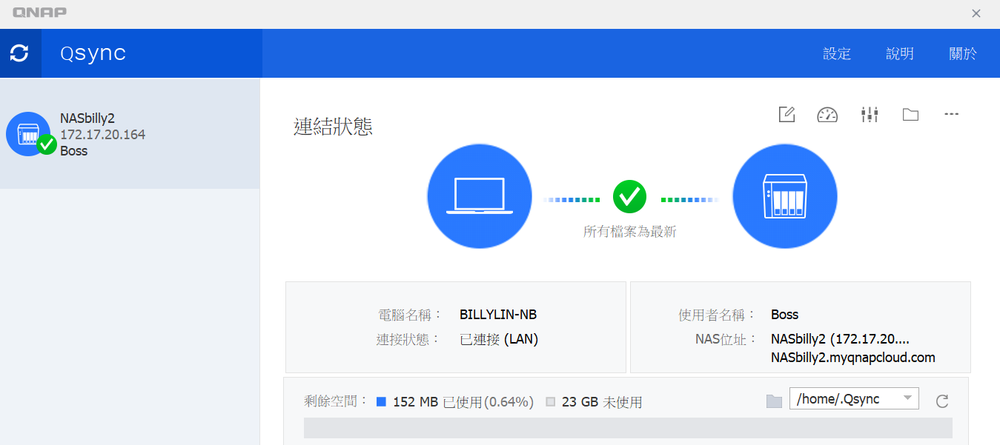 QNAP
Qsync
設定
說明
關於
NASbilly2
172.17.20.164
Boss
連結狀態
所有檔案為最新
電腦名稱： BILLYLIN-NB
連接狀態： 已連接 (LAN)
使用者名稱： Boss
NAS位址： NASbilly2 (172.17.20....
NASbilly2.myqnapcloud.com
剩餘空間： 152 MB 已使用(0.64%) 23 GB 未使用
/home/.Qsync